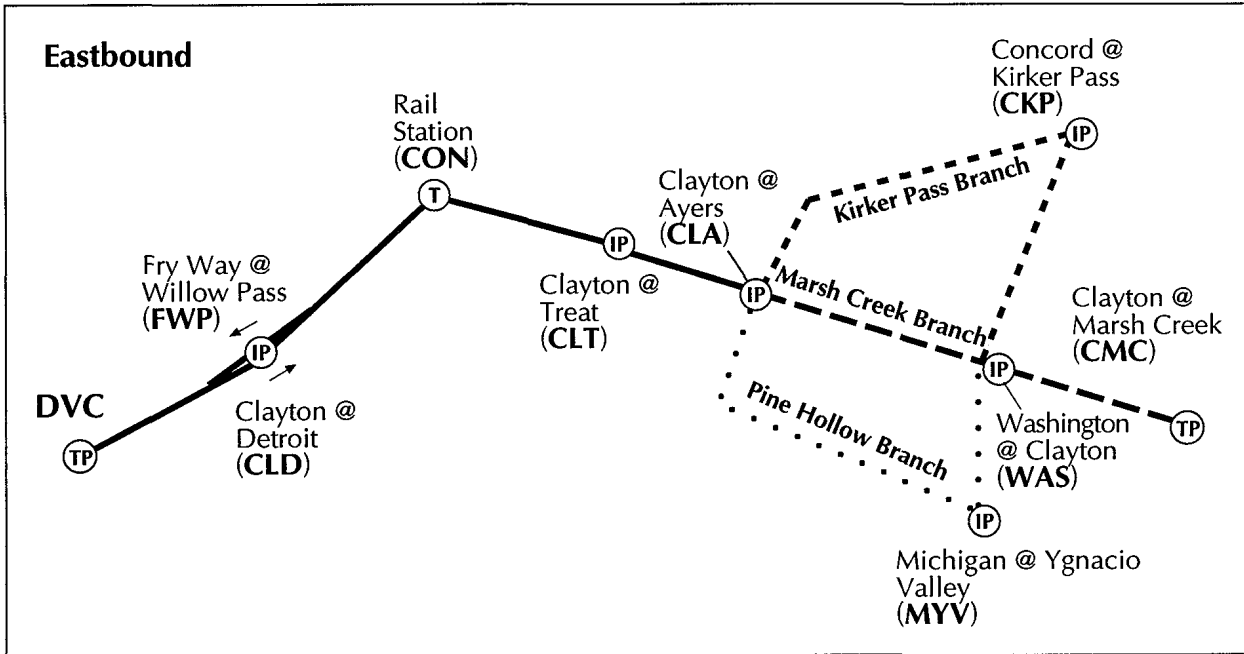 Eastbound
Concord @
Kirker Pass
(CKP)
IP
Rail
Station
(CON)
T
Kirker Pass Branch
Clayton @
Ayers
(CLA)
IP
Fry Way @
Willow Pass
(FWP)
IP
Clayton @
Treat
(CLT)
IP
Marsh Creek Branch
Clayton @
Marsh Creek
(CMC)
IP
DVC
TP
Clayton @
Detroit
(CLD)
Pine Hollow Branch
Washington
@ Clayton
(WAS)
TP
IP
Michigan @ Ygnacio
Valley
(MYV)